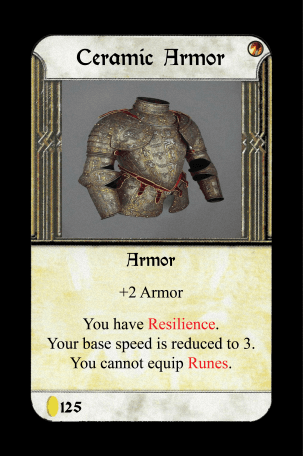 Ceramic Armor
Armor
+2 Armor
You have Resilience.
Your base speed is reduced to 3.
You cannot equip Runes.
125